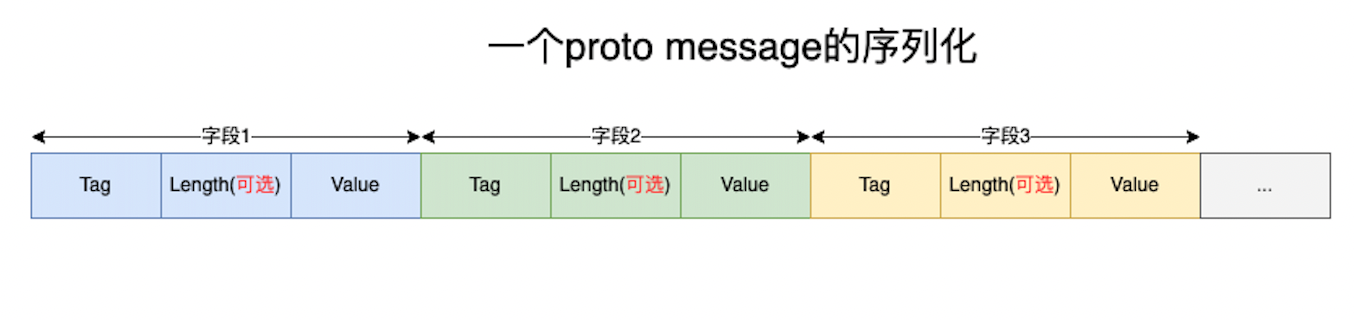 一个proto message的序列化
字段1 字段2 字段3
Tag Length(可选) Value Tag Length(可选) Value Tag Length(可选) Value ...